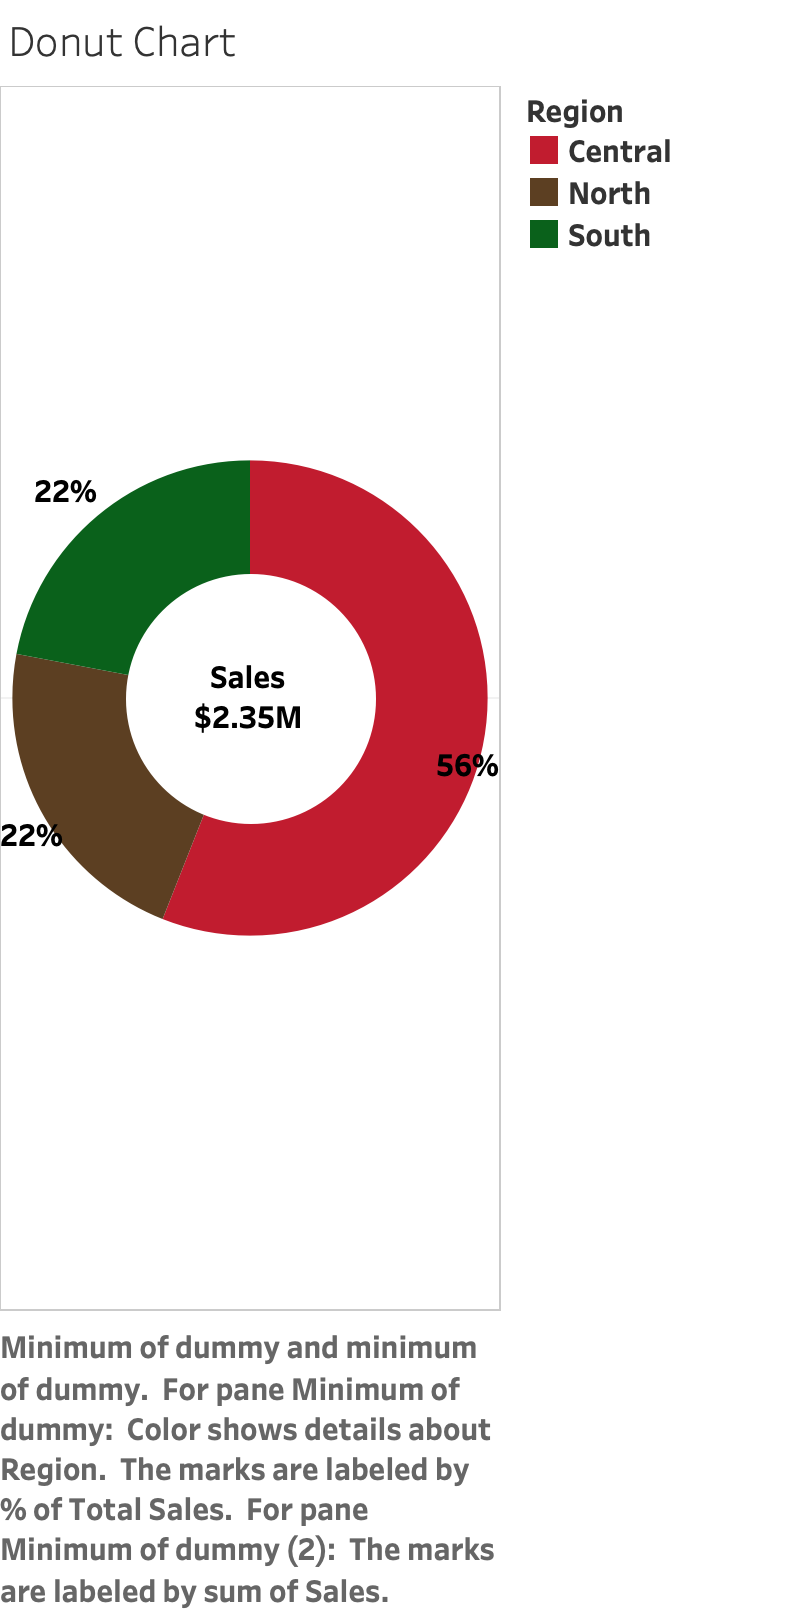 Donut Chart
Region
Central
North
South
22%
Sales
$2.35M
56%
22%
Minimum of dummy and minimum
of dummy.  For pane Minimum of
dummy:  Color shows details about
Region.  The marks are labeled by
% of Total Sales.  For pane
Minimum of dummy (2):  The marks
are labeled by sum of Sales.